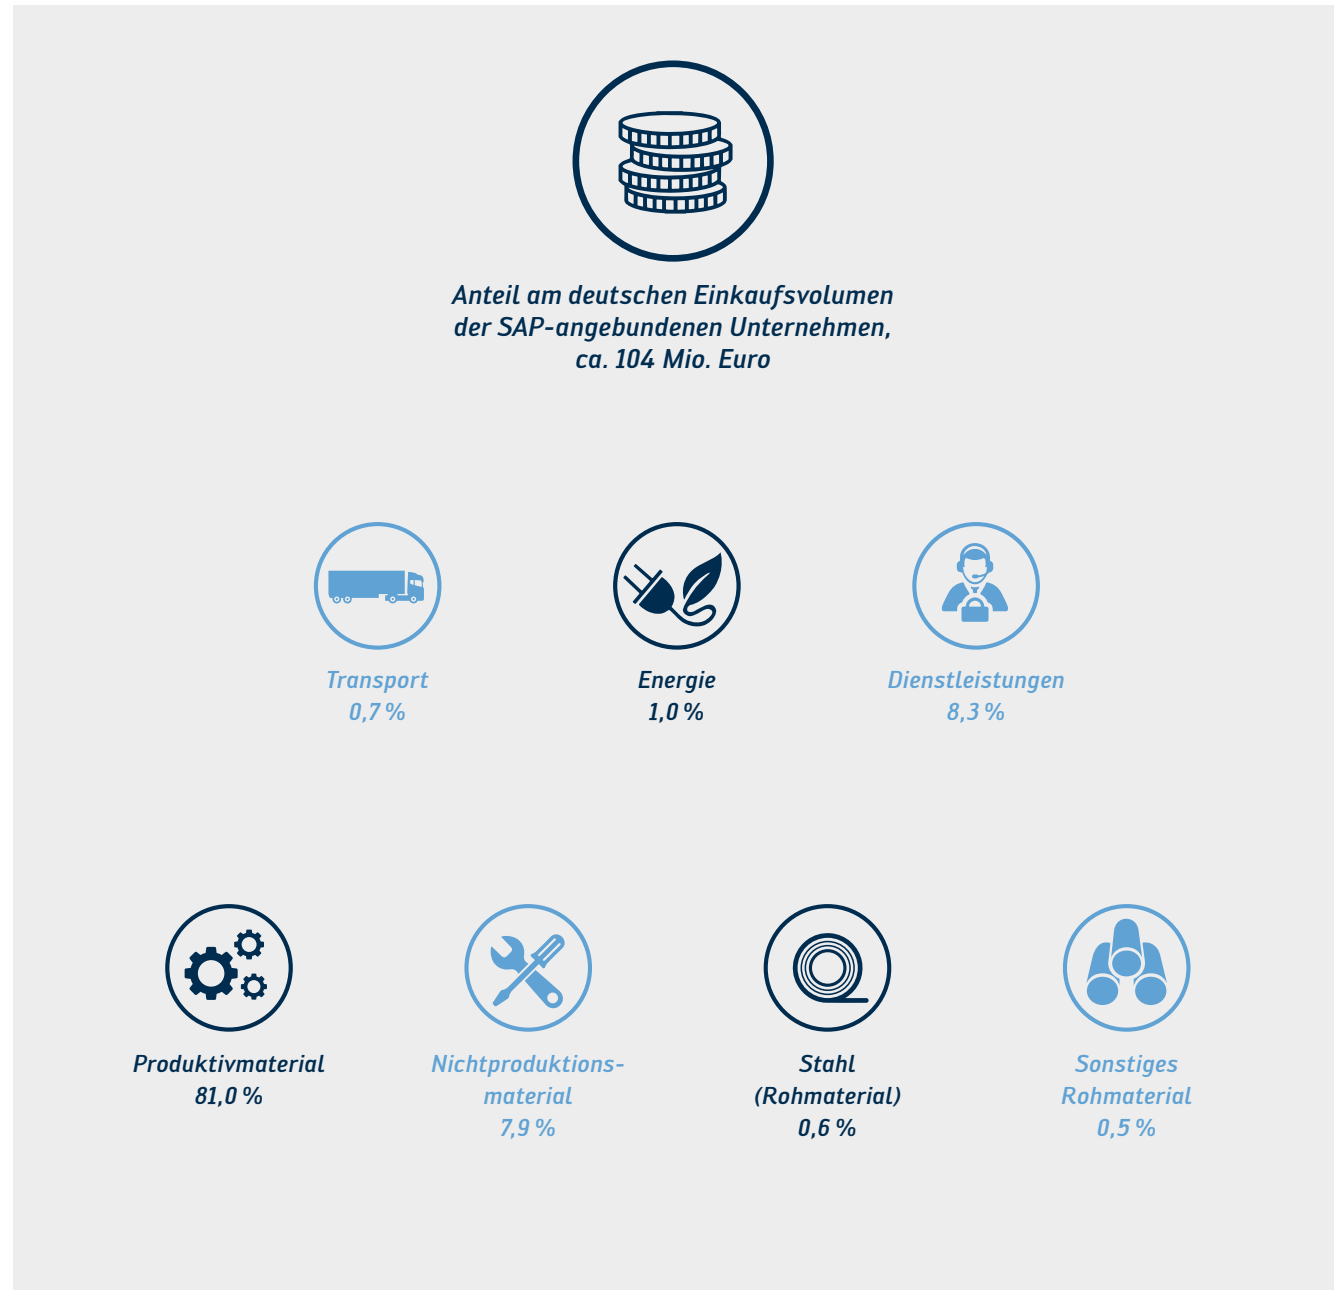 Anteil am deutschen Einkaufsvolumen
der SAP-angebundenen Unternehmen,
ca. 104 Mio. Euro
Transport
0,7 %
Energie
1,0 %
Dienstleistungen
8,3 %
Produktivmaterial
81,0 %
Nichtproduktions-
material
7,9 %
Stahl
(Rohmaterial)
0,6 %
Sonstiges
Rohmaterial
0,5 %